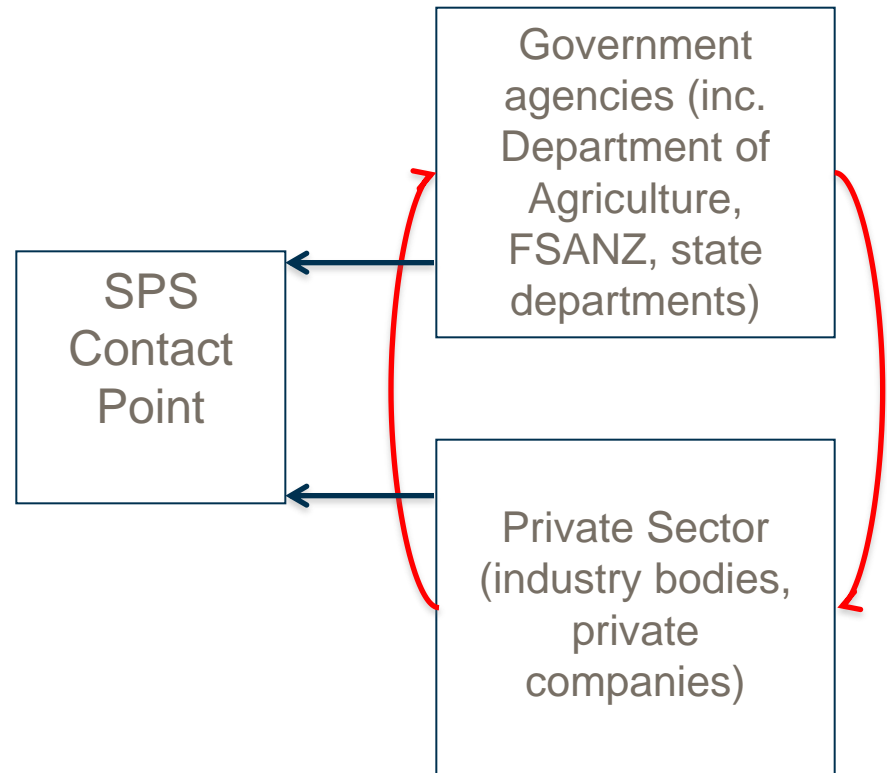 SPS
Contact
Point
Government
agencies (inc.
Department of
Agriculture,
FSANZ, state
departments)
Private Sector
(industry bodies,
private
companies)